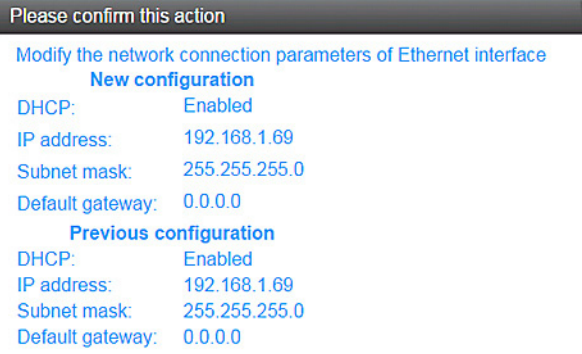 Please confirm this action
Modify the network connection parameters of Ethernet interface
New configuration
DHCP: Enabled
IP address: 192.168.1.69
Subnet mask: 255.255.255.0
Default gateway: 0.0.0.0
Previous configuration
DHCP: Enabled
IP address: 192.168.1.69
Subnet mask: 255.255.255.0
Default gateway: 0.0.0.0